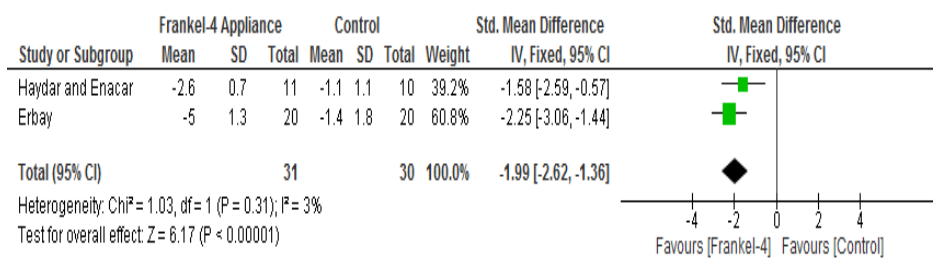 Frankel-4 Appliance Control Std. Mean Difference Std. Mean Difference
Study or Subgroup Mean SD Total Mean SD Total Weight IV, Fixed, 95% CI IV, Fixed, 95% CI
Haydar and Enacar -2.6 0.7 11 -1.1 1.1 10 39.2% -1.58 [-2.59, -0.57]
Erbay -5 1.3 20 -1.4 1.8 20 60.8% -2.25 [-3.06, -1.44]
Total (95% CI) 31 30 100.0% -1.99 [-2.62, -1.36]
Heterogeneity: Chi² = 1.03, df = 1 (P = 0.31); I² = 3%
Test for overall effect: Z = 6.17 (P < 0.00001)
-4 -2 0 2 4
Favours [Frankel-4] Favours [Control]